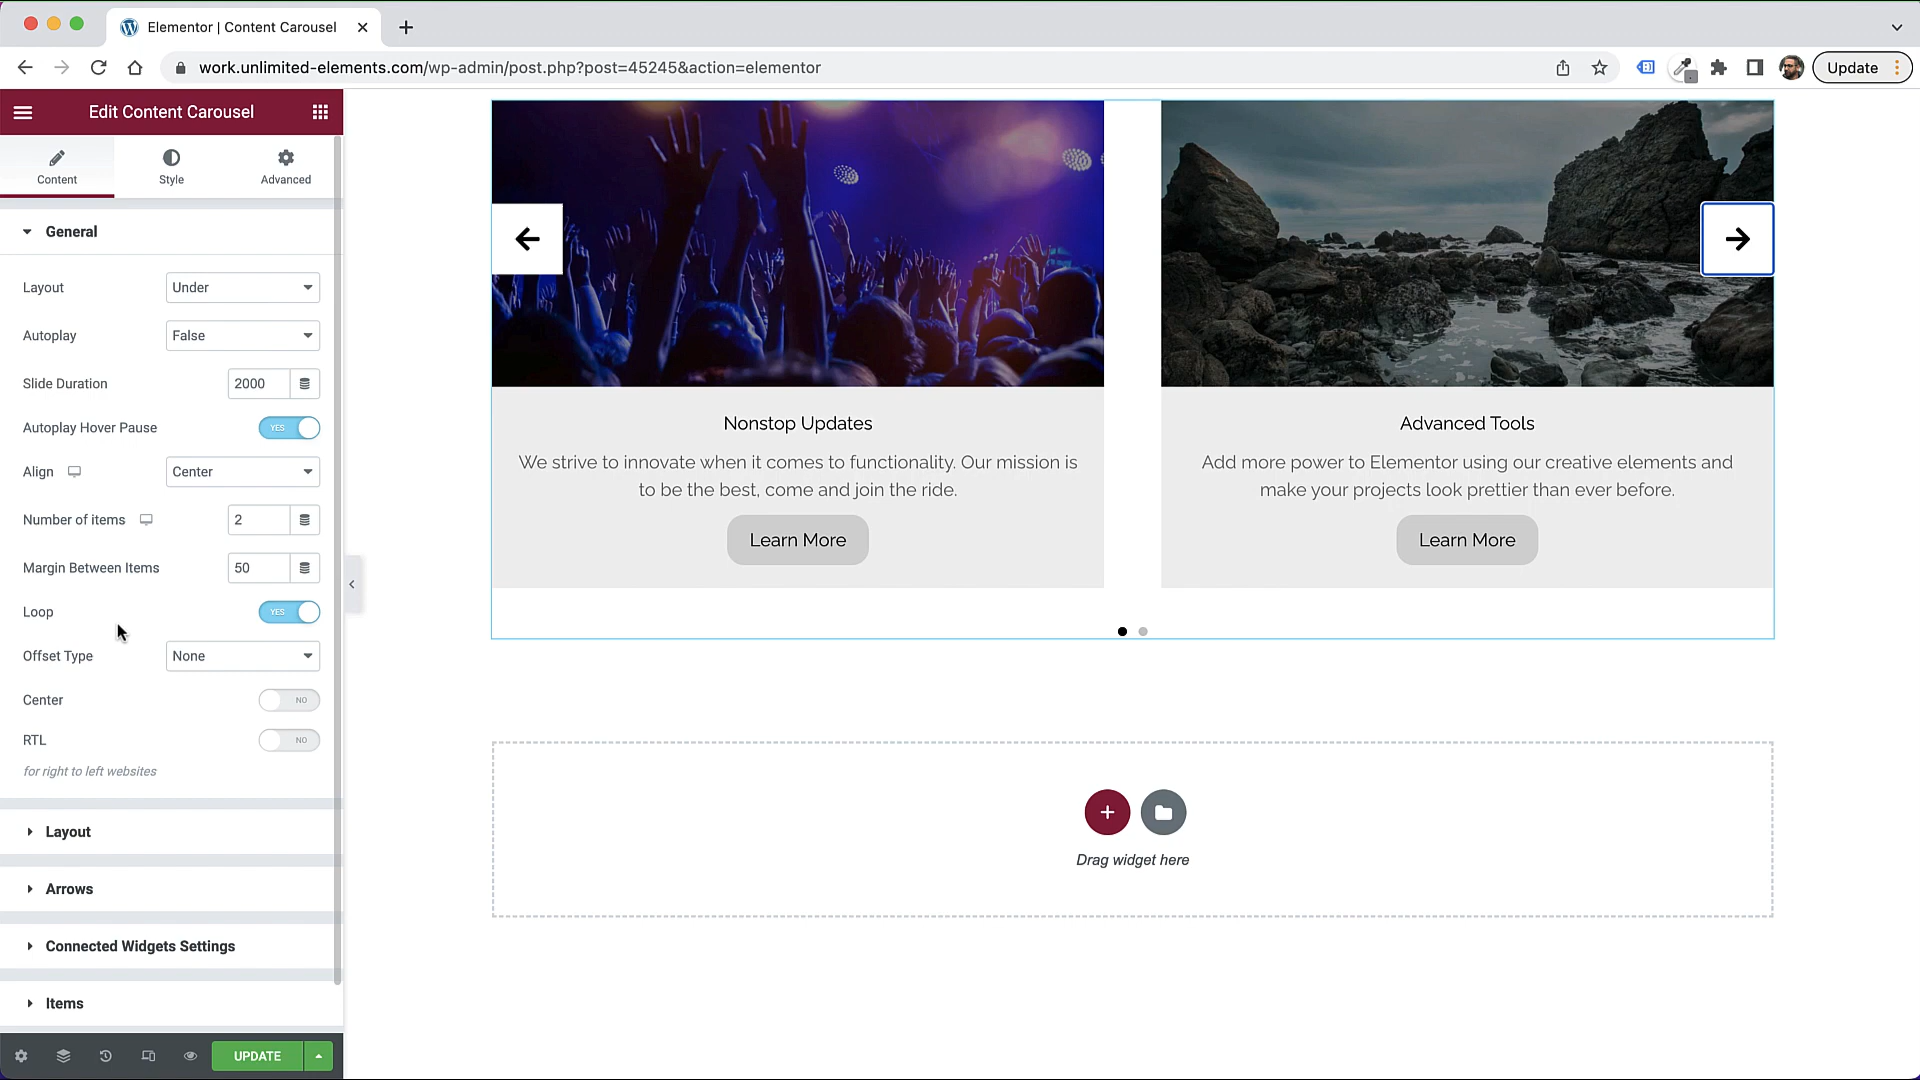 Elementor | Content Carousel
work.unlimited-elements.com/wp-admin/post.php?post=45245&action=elementor
Update
Edit Content Carousel
Content
Style
Advanced
General
Layout
Under
Autoplay
False
Slide Duration
2000
Autoplay Hover Pause
YES
Align
Center
Number of items
2
Margin Between Items
50
Loop
YES
Offset Type
None
Center
NO
RTL
NO
for right to left websites
Layout
Arrows
Connected Widgets Settings
Items
UPDATE
Nonstop Updates
We strive to innovate when it comes to functionality. Our mission is
to be the best, come and join the ride.
Learn More
Advanced Tools
Add more power to Elementor using our creative elements and
make your projects look prettier than ever before.
Learn More
Drag widget here